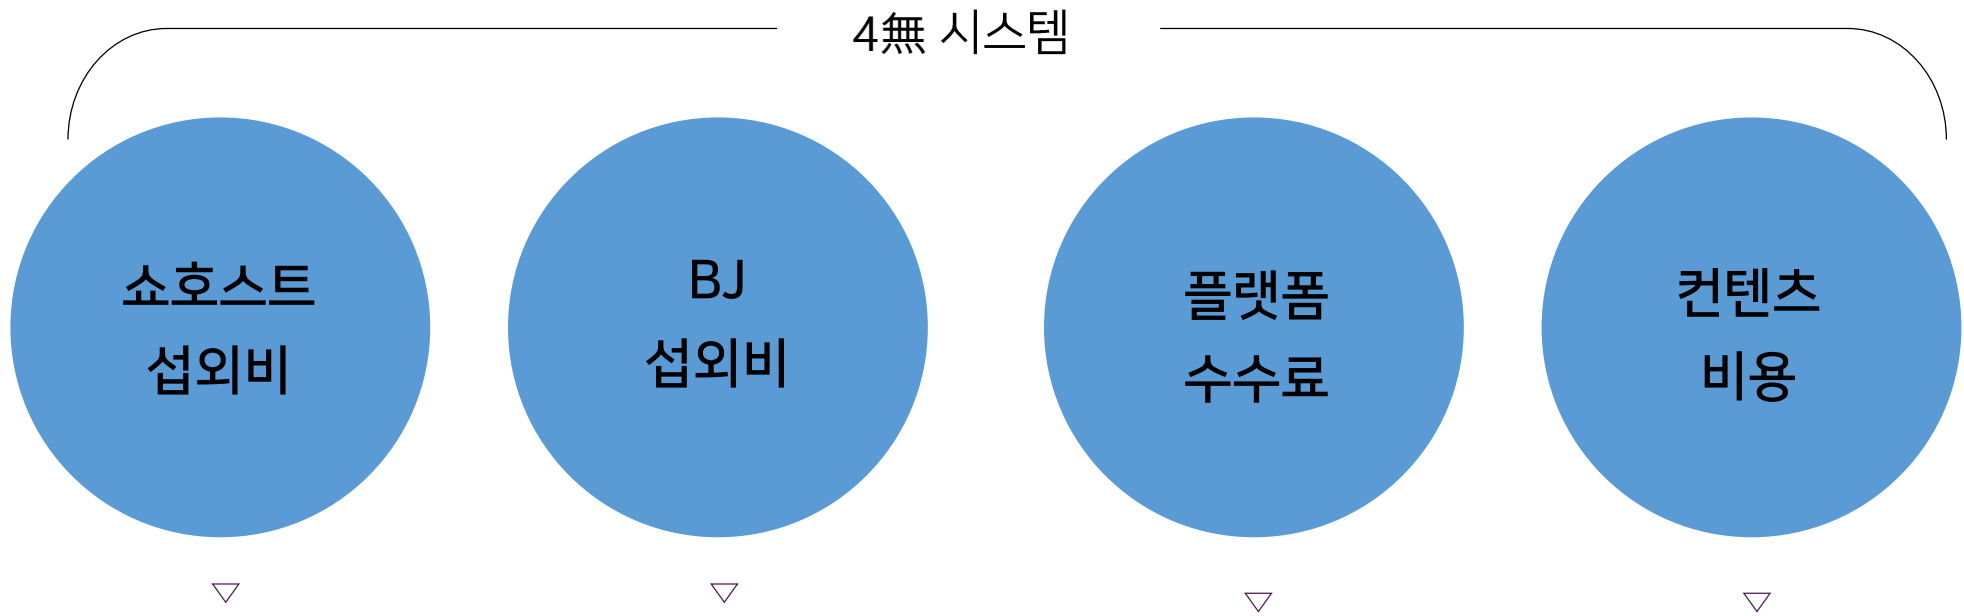 4無 시스템
쇼호스트
섭외비
BJ
섭외비
플랫폼
수수료
컨텐츠
비용